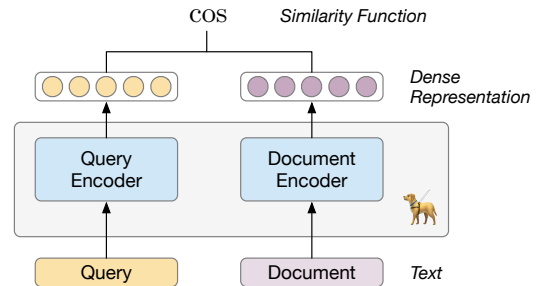 cos
Similarity Function
Dense
Representation
Query
Encoder
Document
Encoder
Query
Document
Text